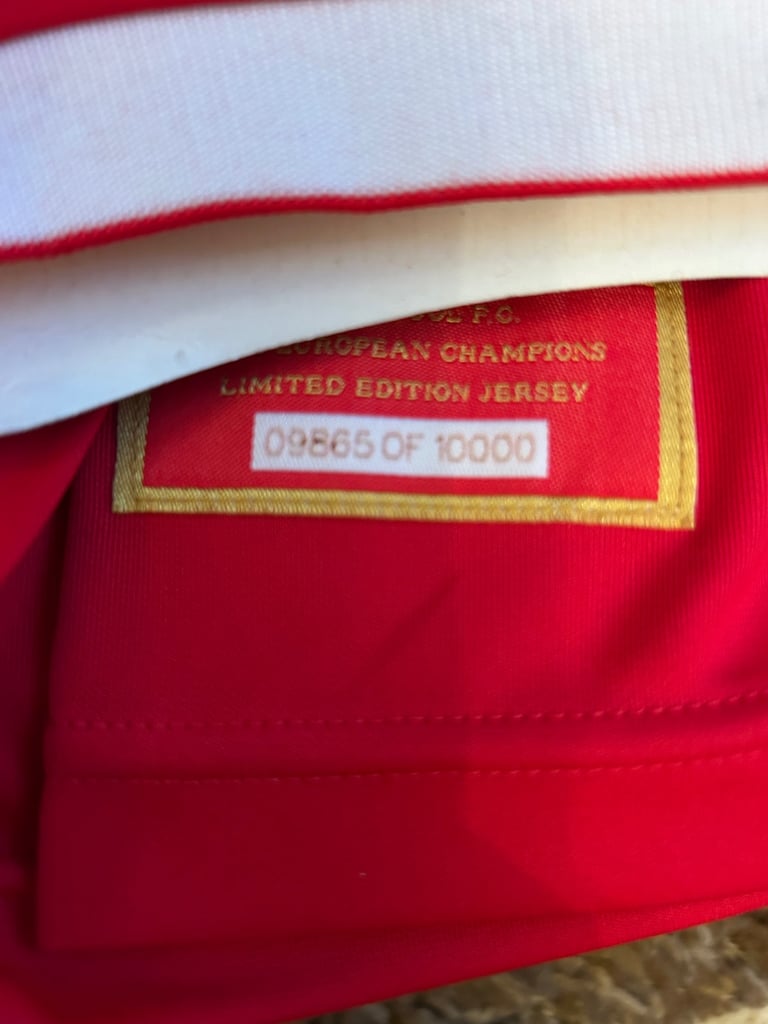 F.C.
EUROPEAN CHAMPIONS
LIMITED EDITION JERSEY
09865 OF 10000